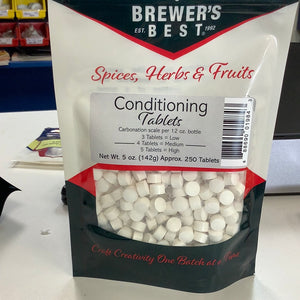 BREWER'S
EST. BEST® 1992
Spices, Herbs & Fruits
Conditioning
Tablets
Carbonation scale per 12 oz. bottle
3 Tablets = Low
4 Tablets = Medium
5 Tablets = High
Net Wt. 5 oz. (142g) Approx. 250 Tablets
Craft Creativity One Batch at a Time